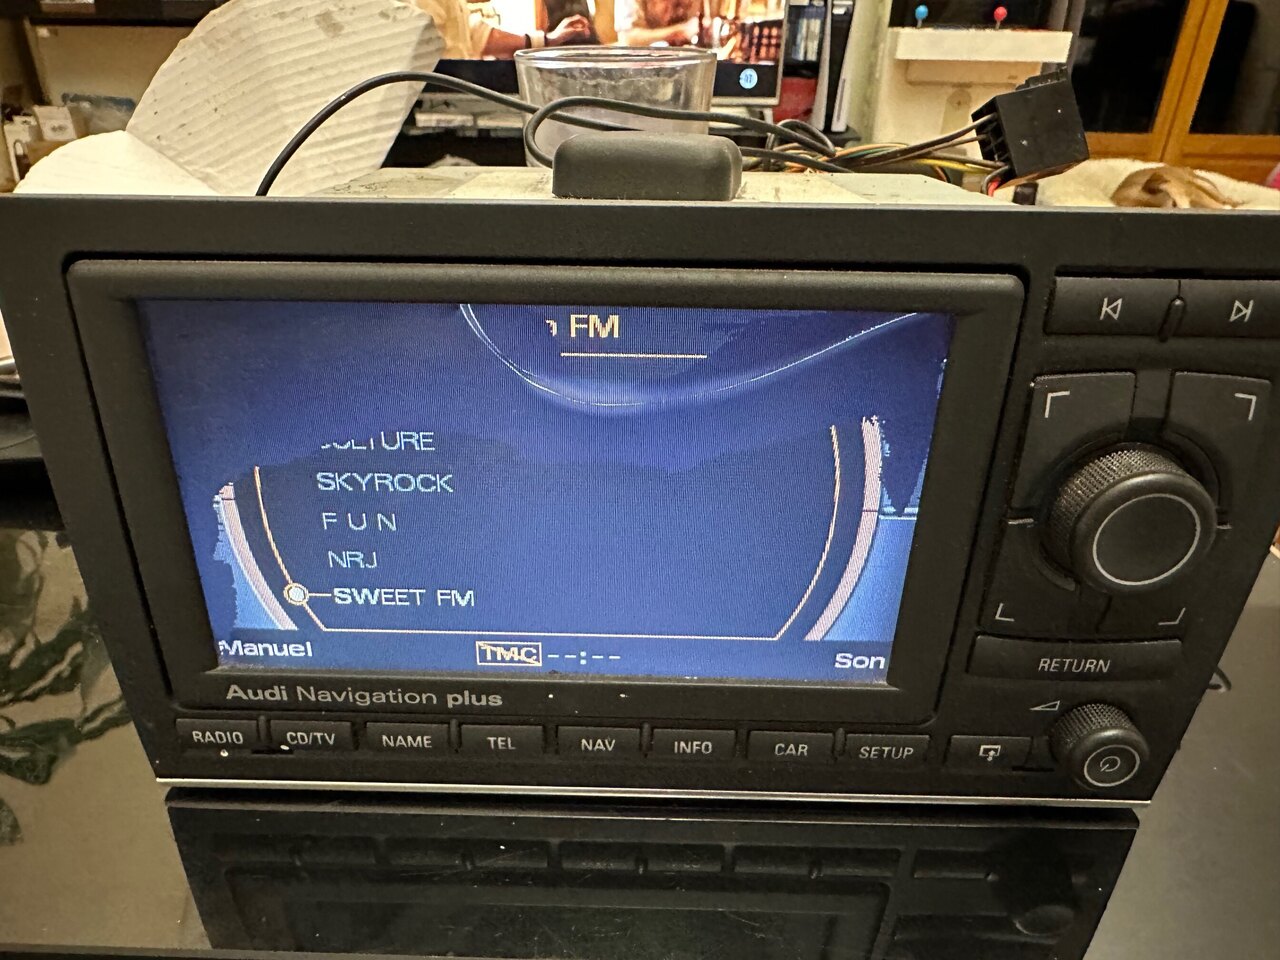 FM
SKYROCK
F U N
NRJ
SWEET FM
Manuel
TMC --:--
Son
Audi Navigation plus
RETURN
RADIO
CD/TV
NAME
TEL
NAV
INFO
CAR
SETUP